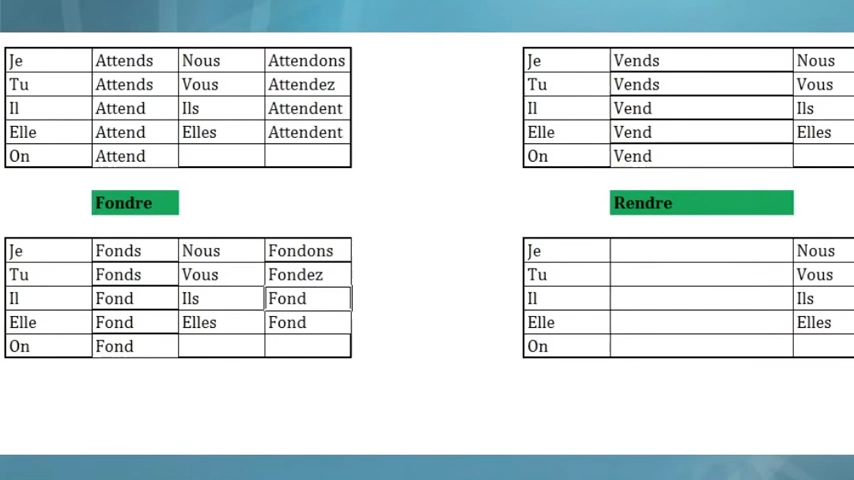 Je Attends Nous Attendons
Tu Attends Vous Attendez
Il Attend Ils Attendent
Elle Attend Elles Attendent
On Attend
Je Vends Nous
Tu Vends Vous
Il Vend Ils
Elle Vend Elles
On Vend
Fondre
Je Fonds Nous Fondons
Tu Fonds Vous Fondez
Il Fond Ils Fond
Elle Fond Elles Fond
On Fond
Rendre
Je Nous
Tu Vous
Il Ils
Elle Elles
On